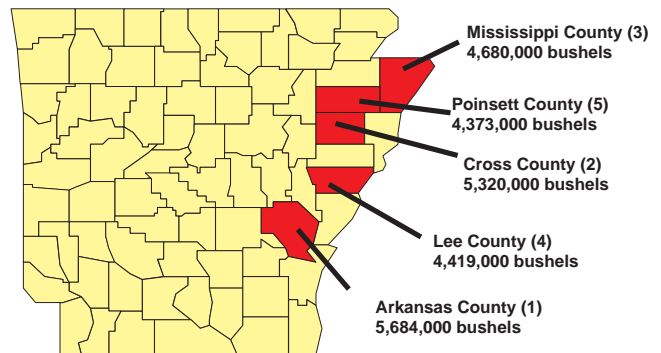 Mississippi County (3)
4,680,000 bushels
Poinsett County (5)
4,373,000 bushels
Cross County (2)
5,320,000 bushels
Lee County (4)
4,419,000 bushels
Arkansas County (1)
5,684,000 bushels